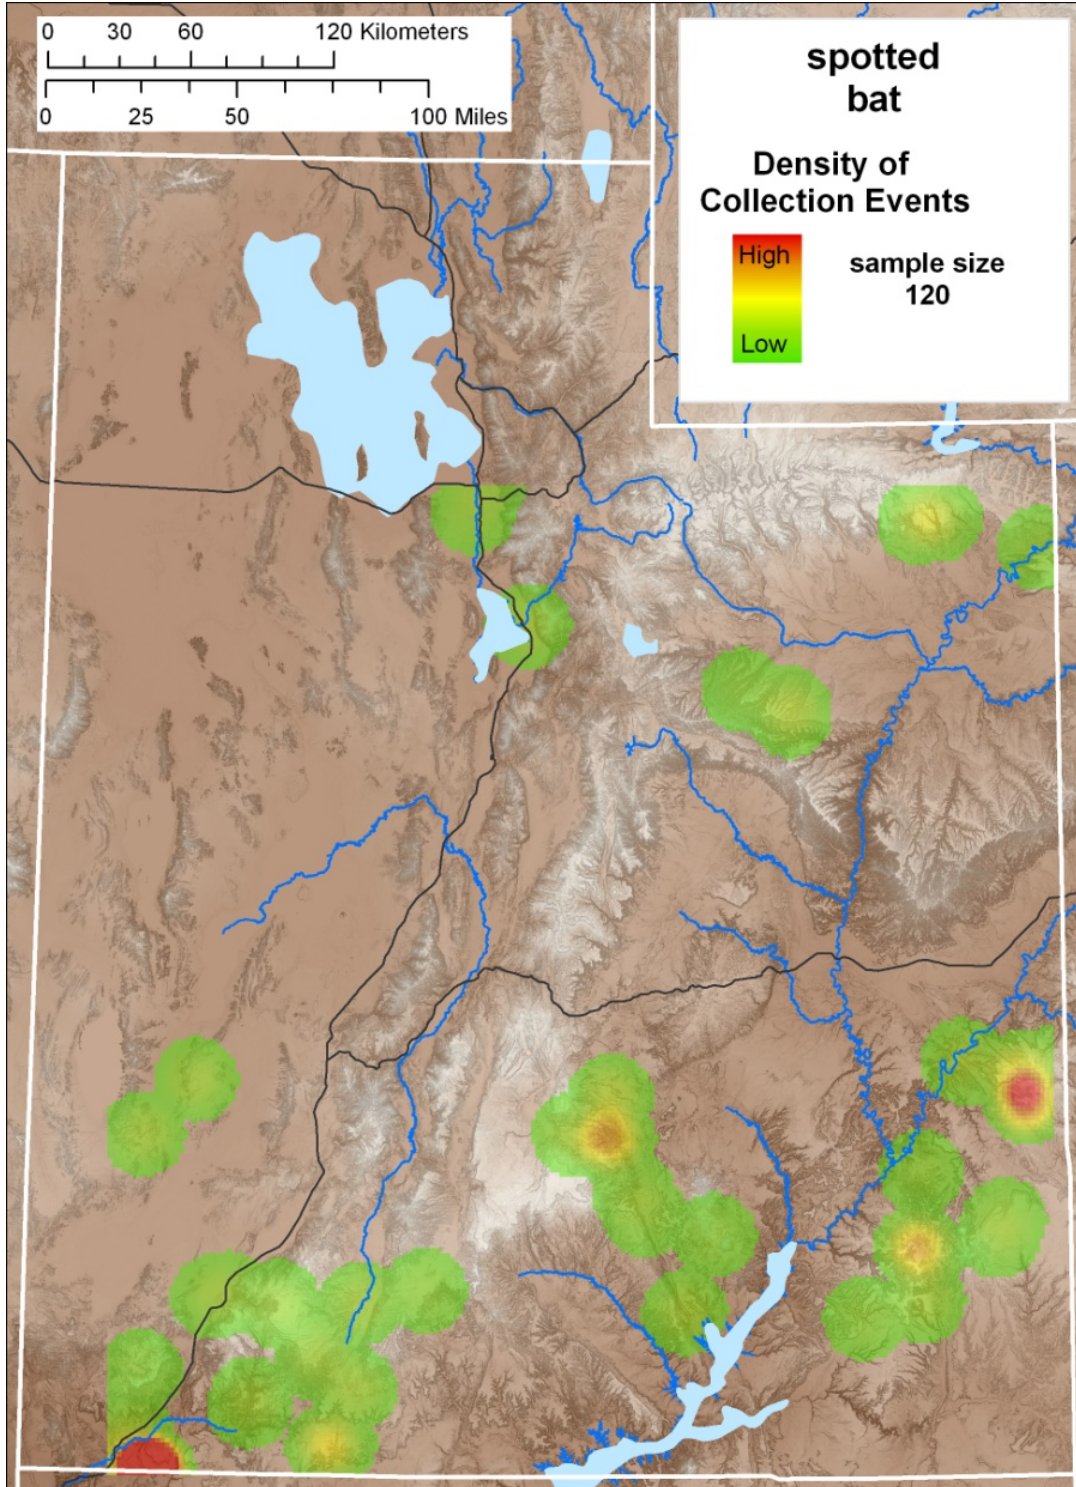 0 30 60 120 Kilometers
0 25 50 100 Miles
spotted
bat
Density of
Collection Events
High
Low
sample size
120